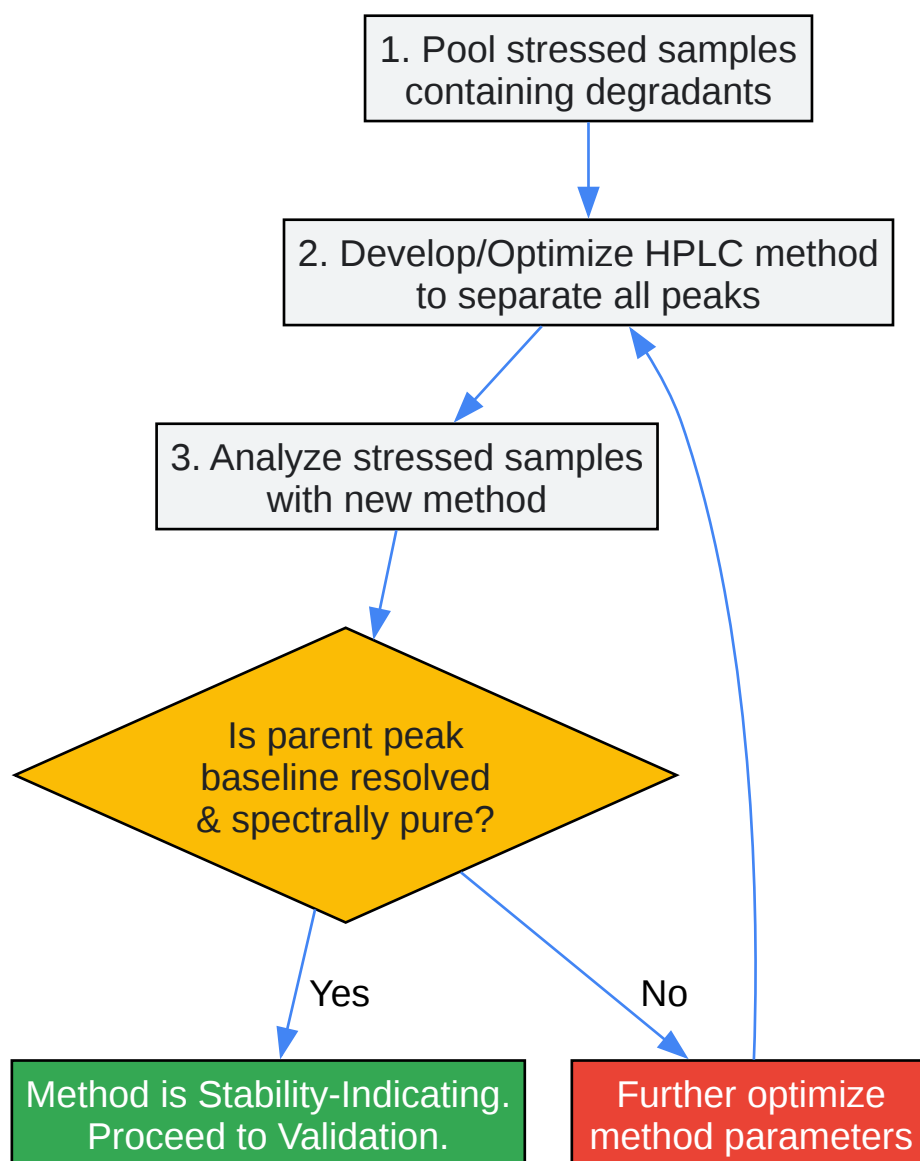 1. Pool stressed samples
containing degradants
2. Develop/Optimize HPLC method
to separate all peaks
3. Analyze stressed samples
with new method
Is parent peak
baseline resolved
& spectrally pure?
Yes
No
Method is Stability-Indicating.
Proceed to Validation.
Further optimize
method parameters